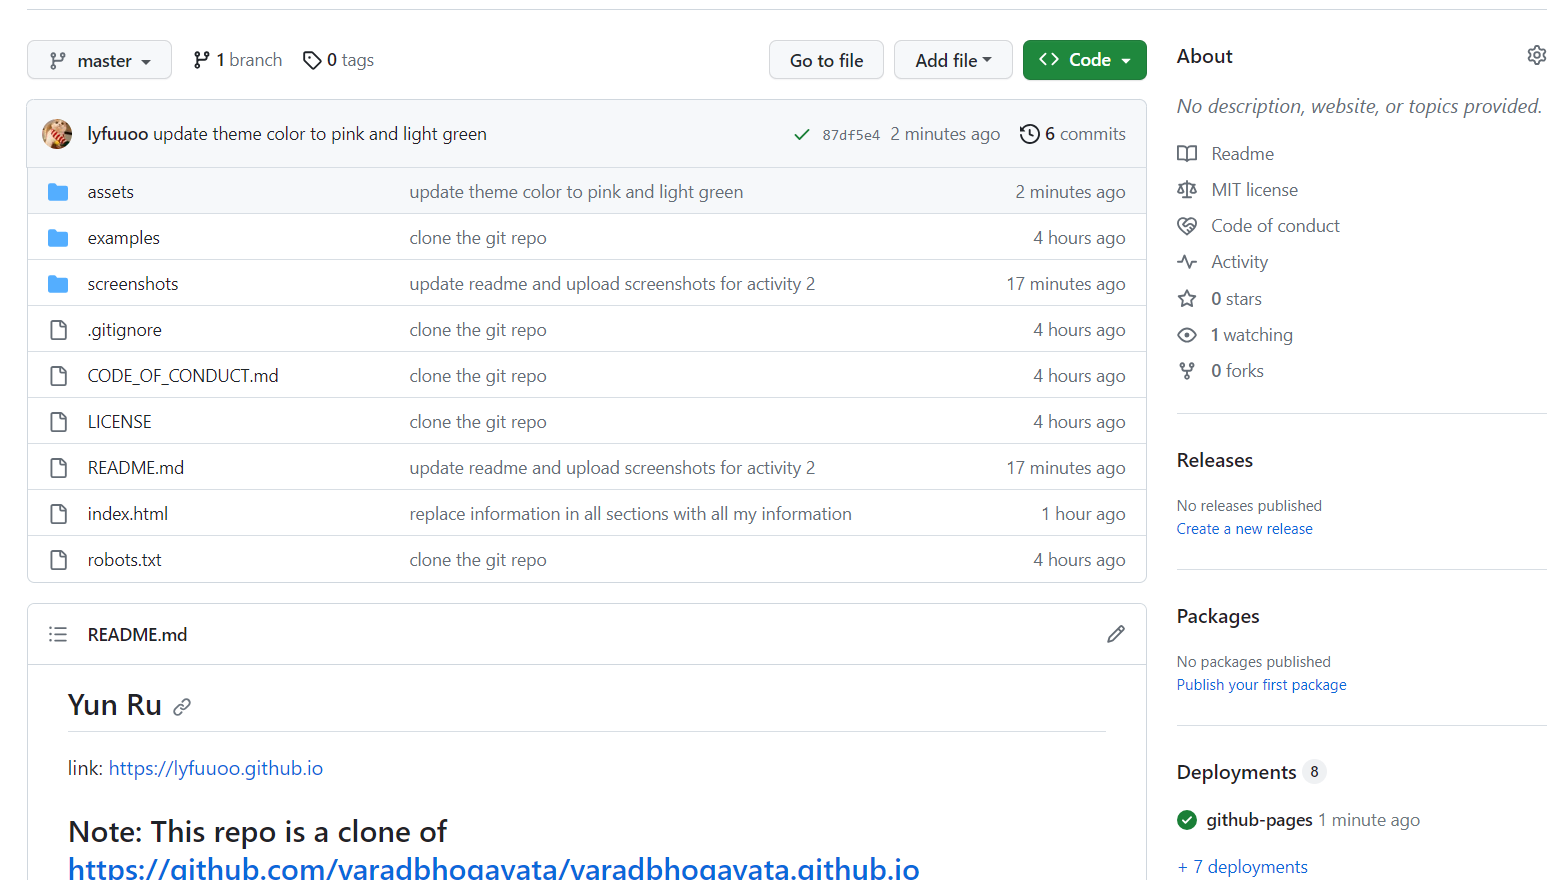 master
1 branch
0 tags
Go to file
Add file
Code
lyfuuoo update theme color to pink and light green
87df5e4 2 minutes ago
6 commits
assets update theme color to pink and light green 2 minutes ago
examples clone the git repo 4 hours ago
screenshots update readme and upload screenshots for activity 2 17 minutes ago
.gitignore clone the git repo 4 hours ago
CODE_OF_CONDUCT.md clone the git repo 4 hours ago
LICENSE clone the git repo 4 hours ago
README.md update readme and upload screenshots for activity 2 17 minutes ago
index.html replace information in all sections with all my information 1 hour ago
robots.txt clone the git repo 4 hours ago
README.md
Yun Ru
link: https://lyfuuoo.github.io
Note: This repo is a clone of
https://github.com/varadbhogayata/varadbhogayata.github.io
About
No description, website, or topics provided.
Readme
MIT license
Code of conduct
Activity
0 stars
1 watching
0 forks
Releases
No releases published
Create a new release
Packages
No packages published
Publish your first package
Deployments 8
github-pages 1 minute ago
+ 7 deployments